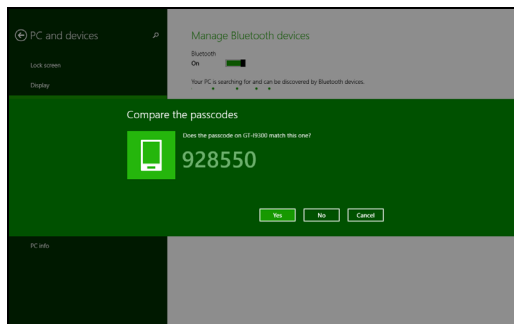 PC and devices
Manage Bluetooth devices
Bluetooth
On
Lock screen
Your PC is searching for and can be discovered by Bluetooth devices.
Display
Compare the passcodes
Does the passcode on GT-I9300 match this one?
928550
Yes No Cancel
PC info